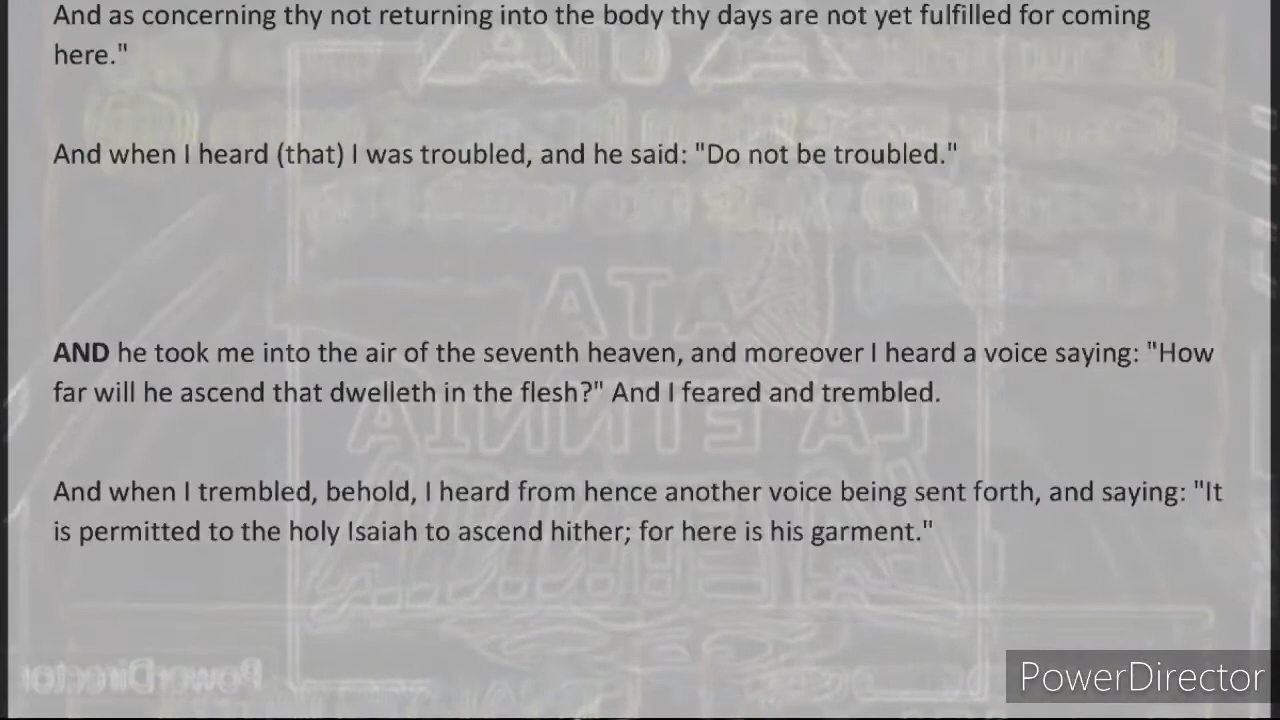 And as concerning thy not returning into the body thy days are not yet fulfilled for coming
here."
And when I heard (that) I was troubled, and he said: "Do not be troubled."
AND he took me into the air of the seventh heaven, and moreover I heard a voice saying: "How
far will he ascend that dwelleth in the flesh?" And I feared and trembled.
And when I trembled, behold, I heard from hence another voice being sent forth, and saying: "It
is permitted to the holy Isaiah to ascend hither; for here is his garment."
PowerDirector
PowerDirector